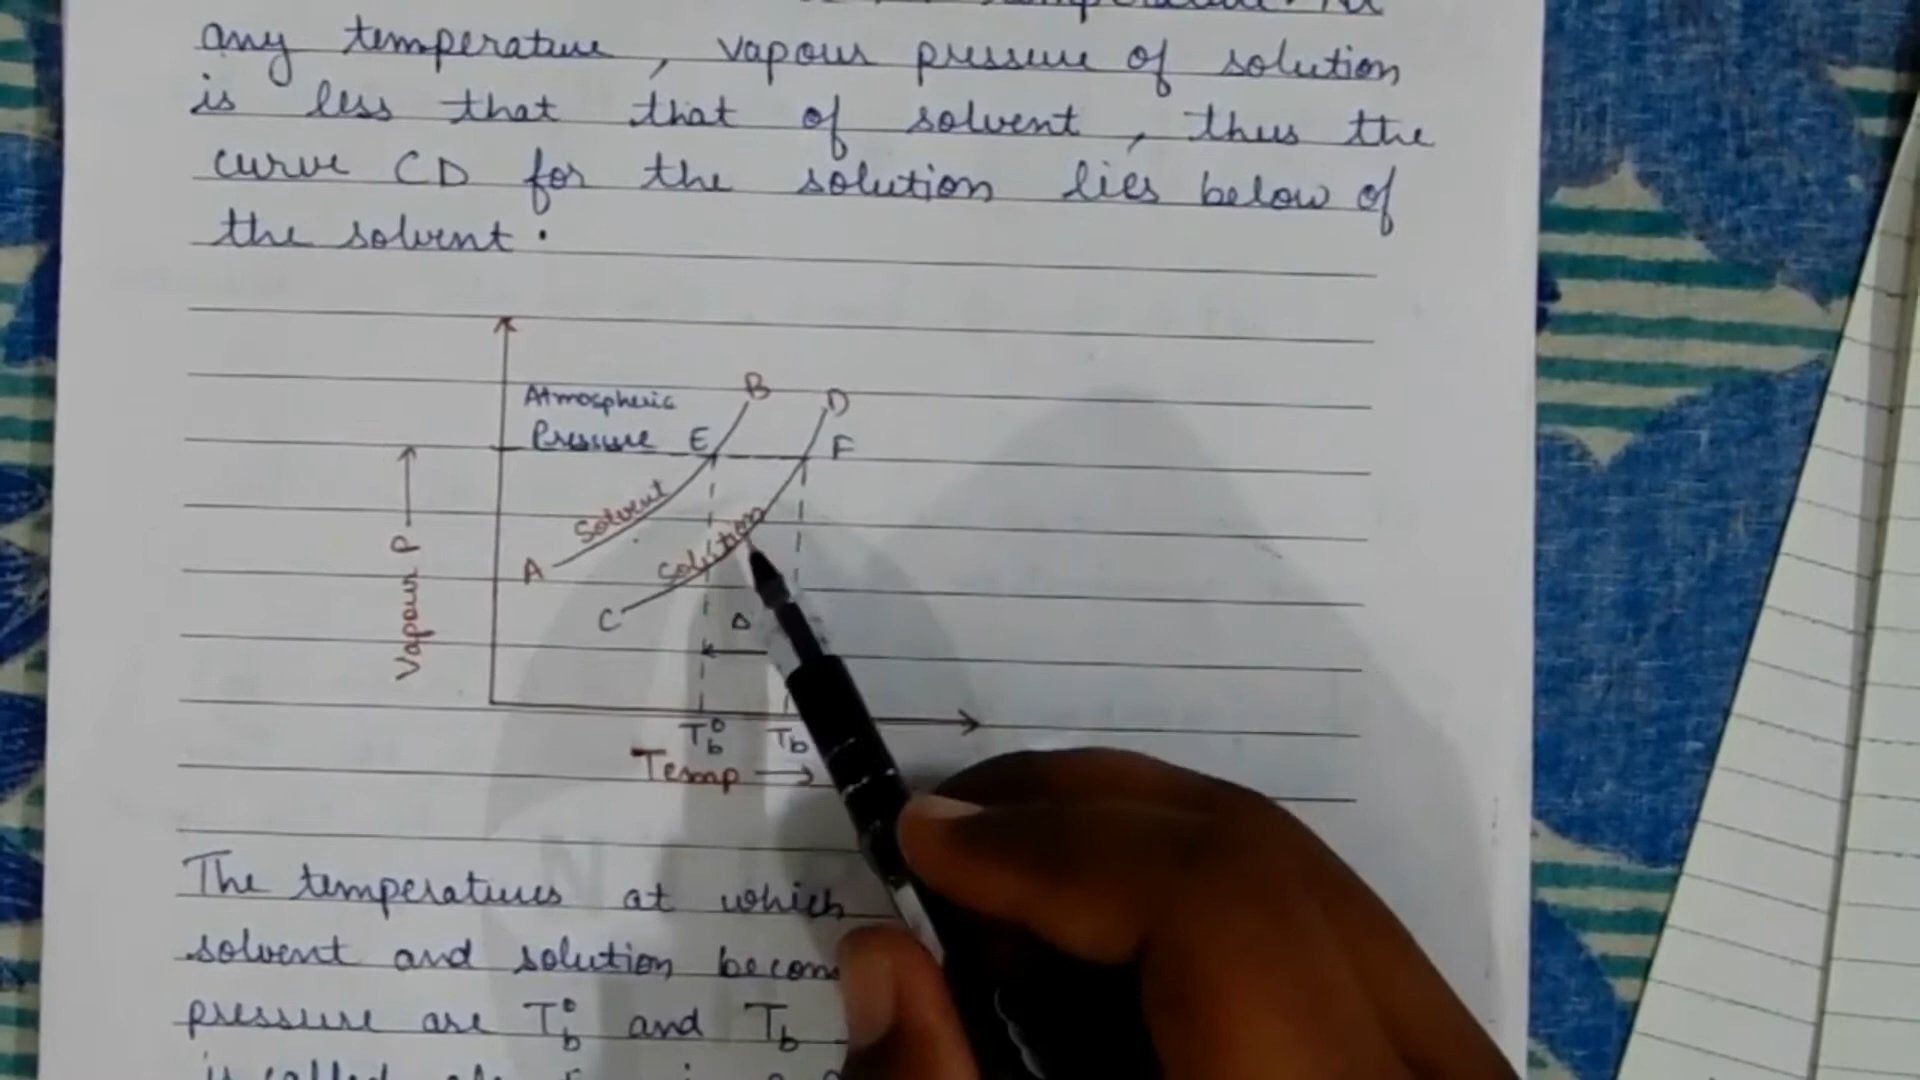 any temperature, vapour pressure of solution
is less that that of solvent, thus the
curve CD for the solution lies below of
the solvent.
B
D
Atmospheric
Pressure E
F
Solvent
Solution
A
C
Vapour P
Δ
T°b Tb
Temp
The temperatures at which
solvent and solution
pressure are T°b and Tb
is called